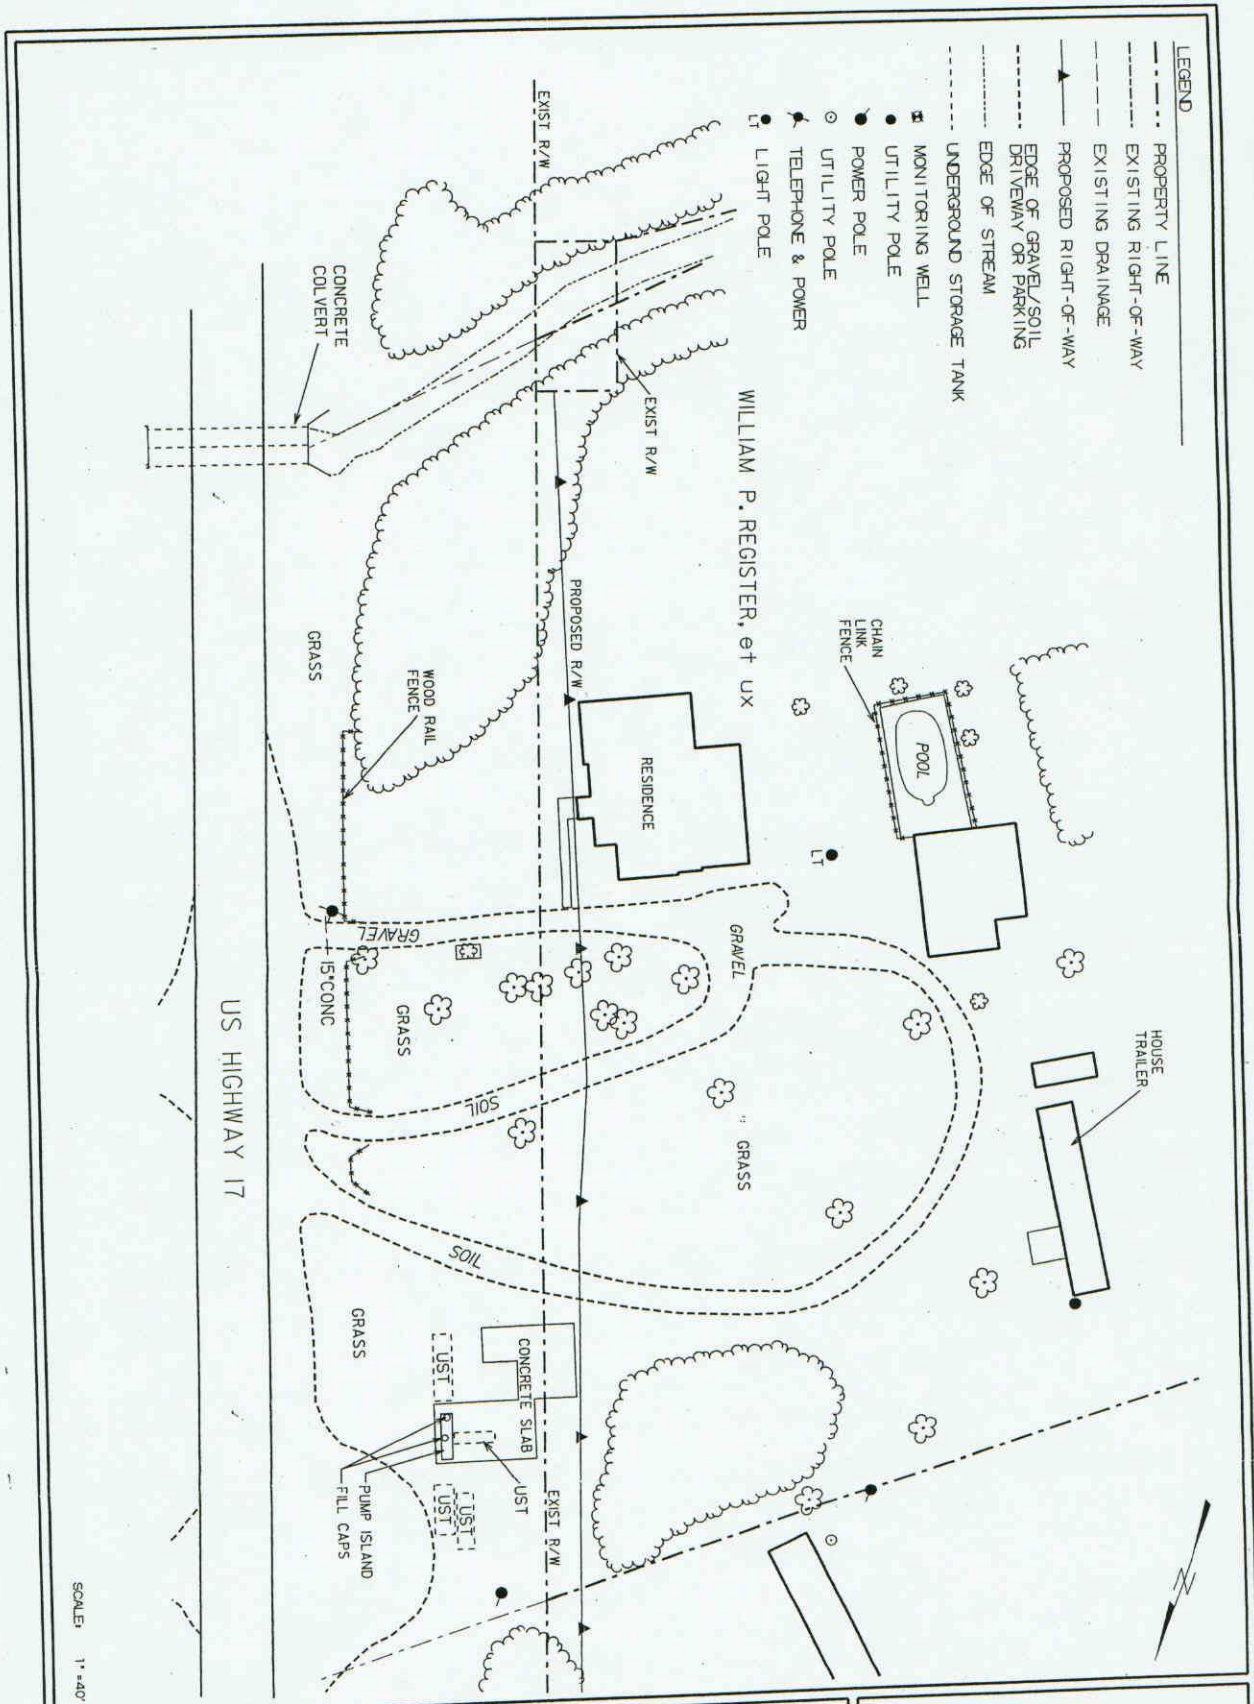 LEGEND
PROPERTY LINE
EXISTING RIGHT-OF-WAY
EXISTING DRAINAGE
PROPOSED RIGHT-OF-WAY
EDGE OF GRAVEL/SOIL
DRIVEWAY OR PARKING
EDGE OF STREAM
UNDERGROUND STORAGE TANK
MONITORING WELL
UTILITY POLE
POWER POLE
UTILITY POLE
TELEPHONE & POWER
LT LIGHT POLE
EXIST R/W
EXIST R/W
CONCRETE
COLVERT
WILLIAM P. REGISTER, et ux
PROPOSED R/W
GRASS
WOOD RAIL
FENCE
CHAIN
LINK
FENCE
POOL
RESIDENCE
LT
GRAVEL
GRAVEL
15"CONC
GRASS
SOIL
GRASS
HOUSE
TRAILER
US HIGHWAY 17
SOIL
GRASS
CONCRETE SLAB
UST
UST
UST
UST
EXIST R/W
PUMP ISLAND
FILL CAPS
N
SCALE: 1"=40'